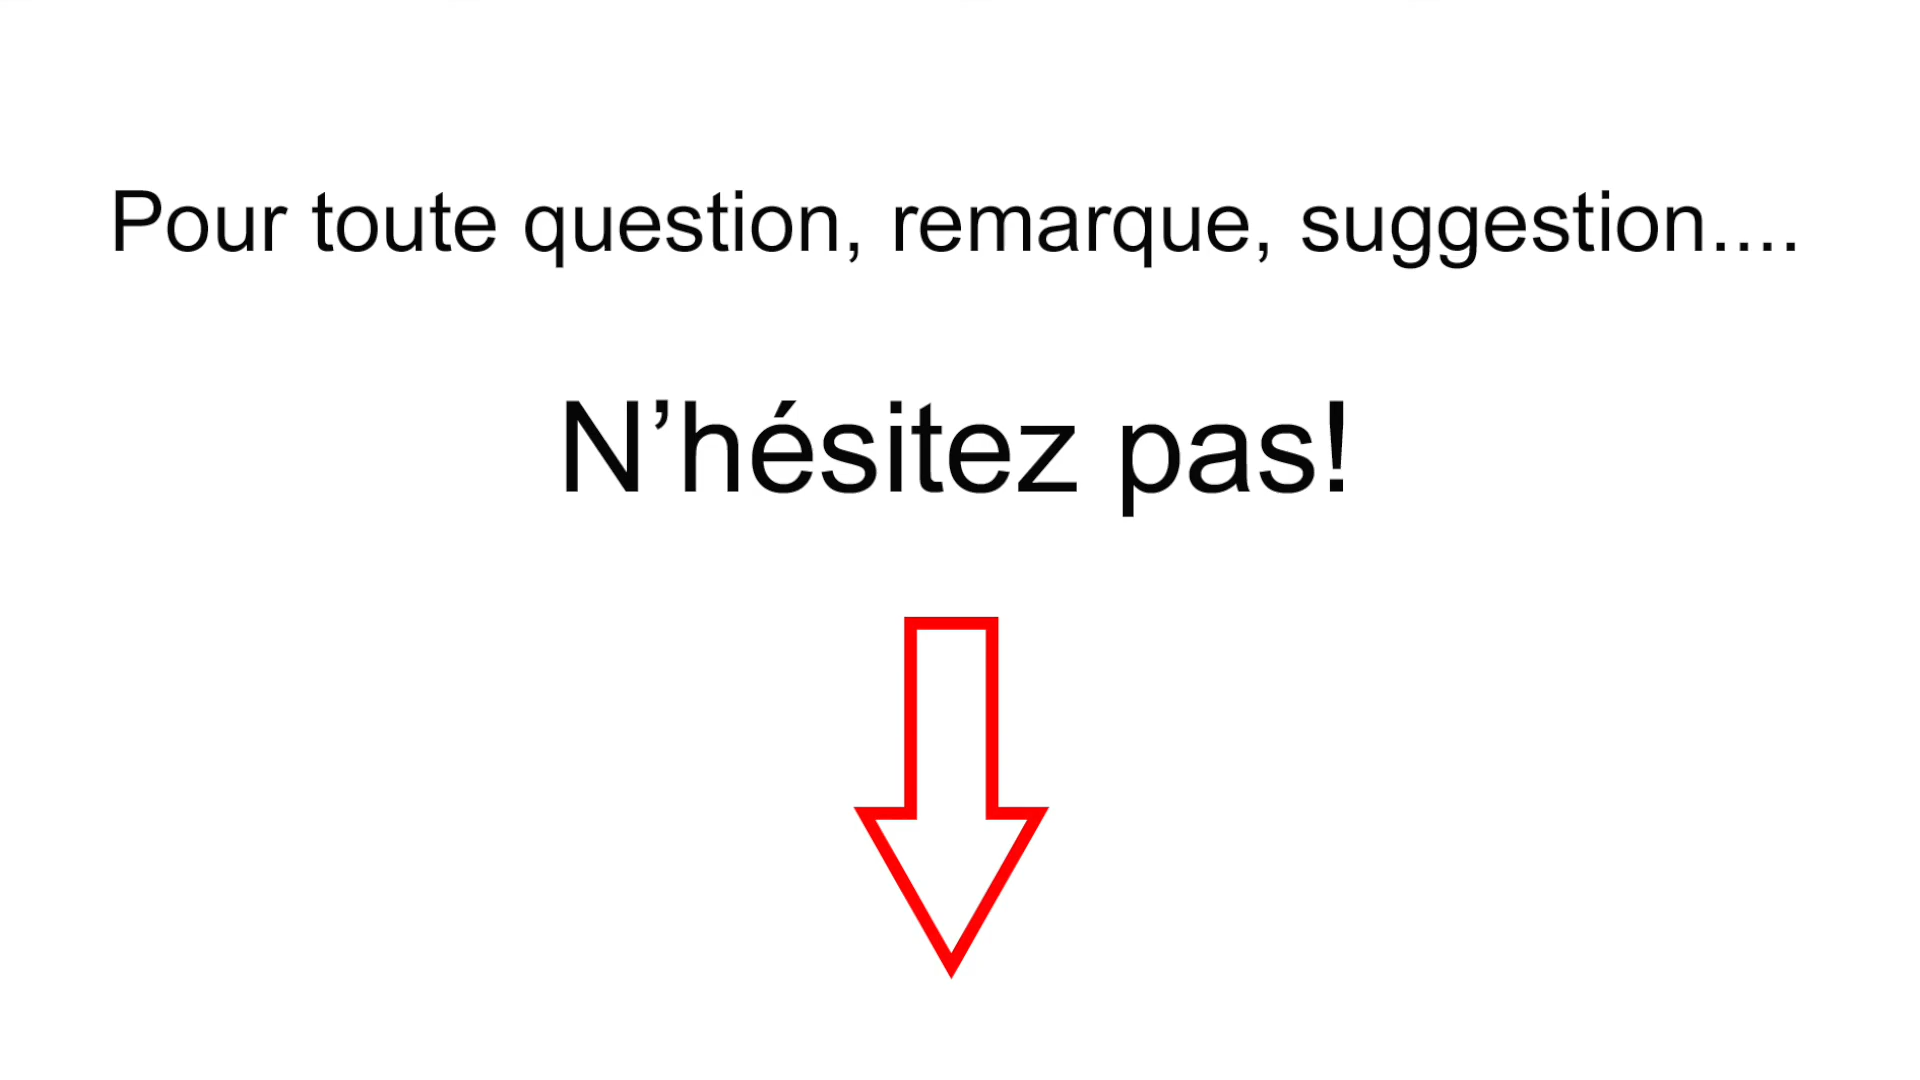 Pour toute question, remarque, suggestion....
N’hésitez pas!